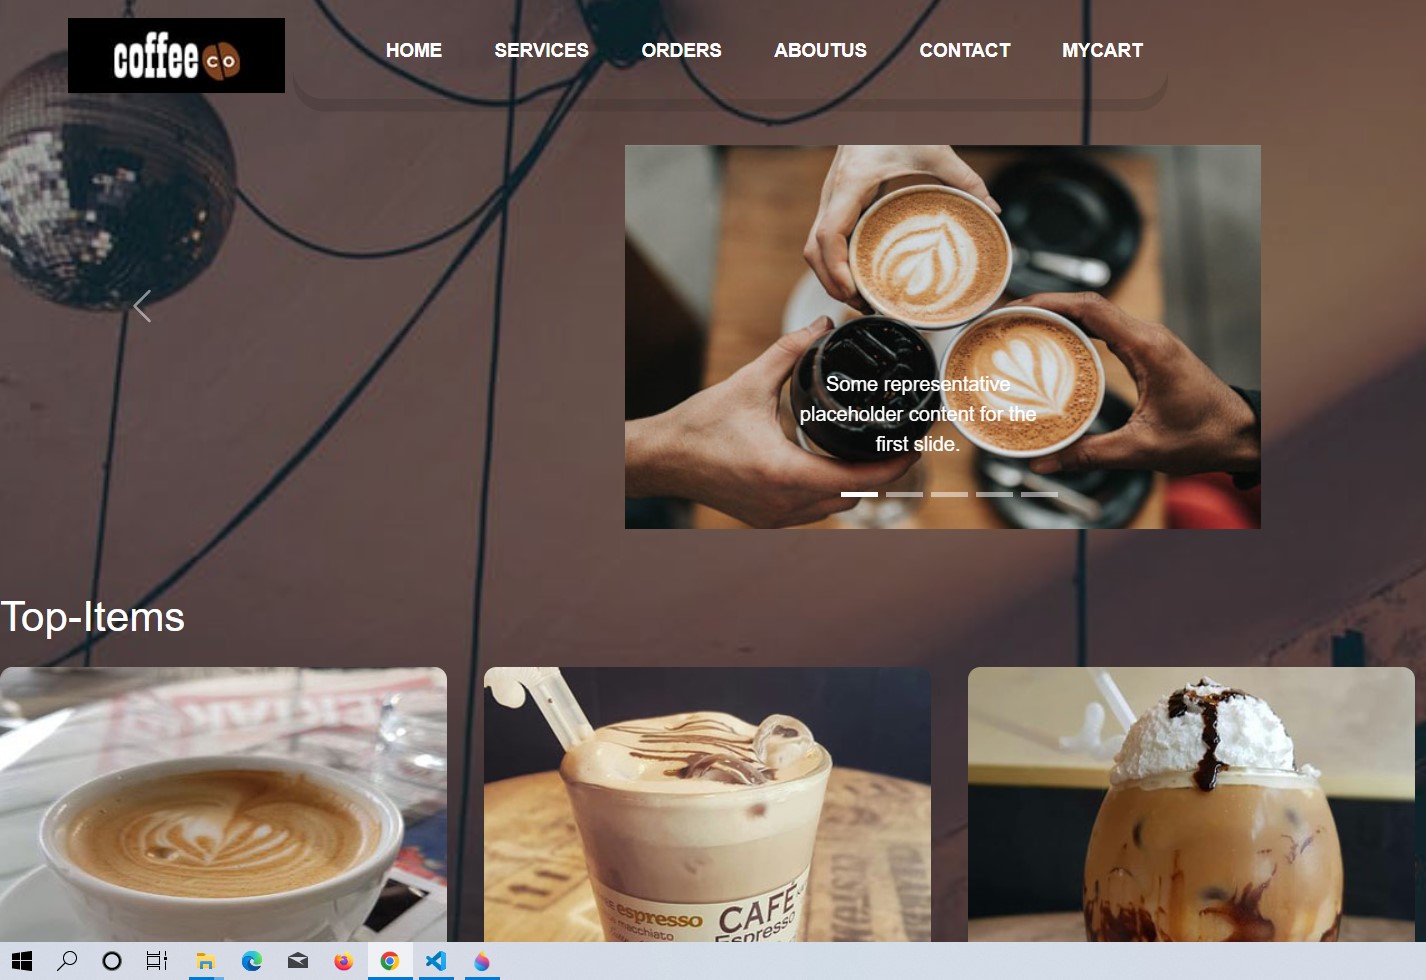 coffee co
HOME SERVICES ORDERS ABOUTUS CONTACT MYCART
Some representative
placeholder content for the
first slide.
Top-Items
espresso
macchiato
CAFÉ
Espresso